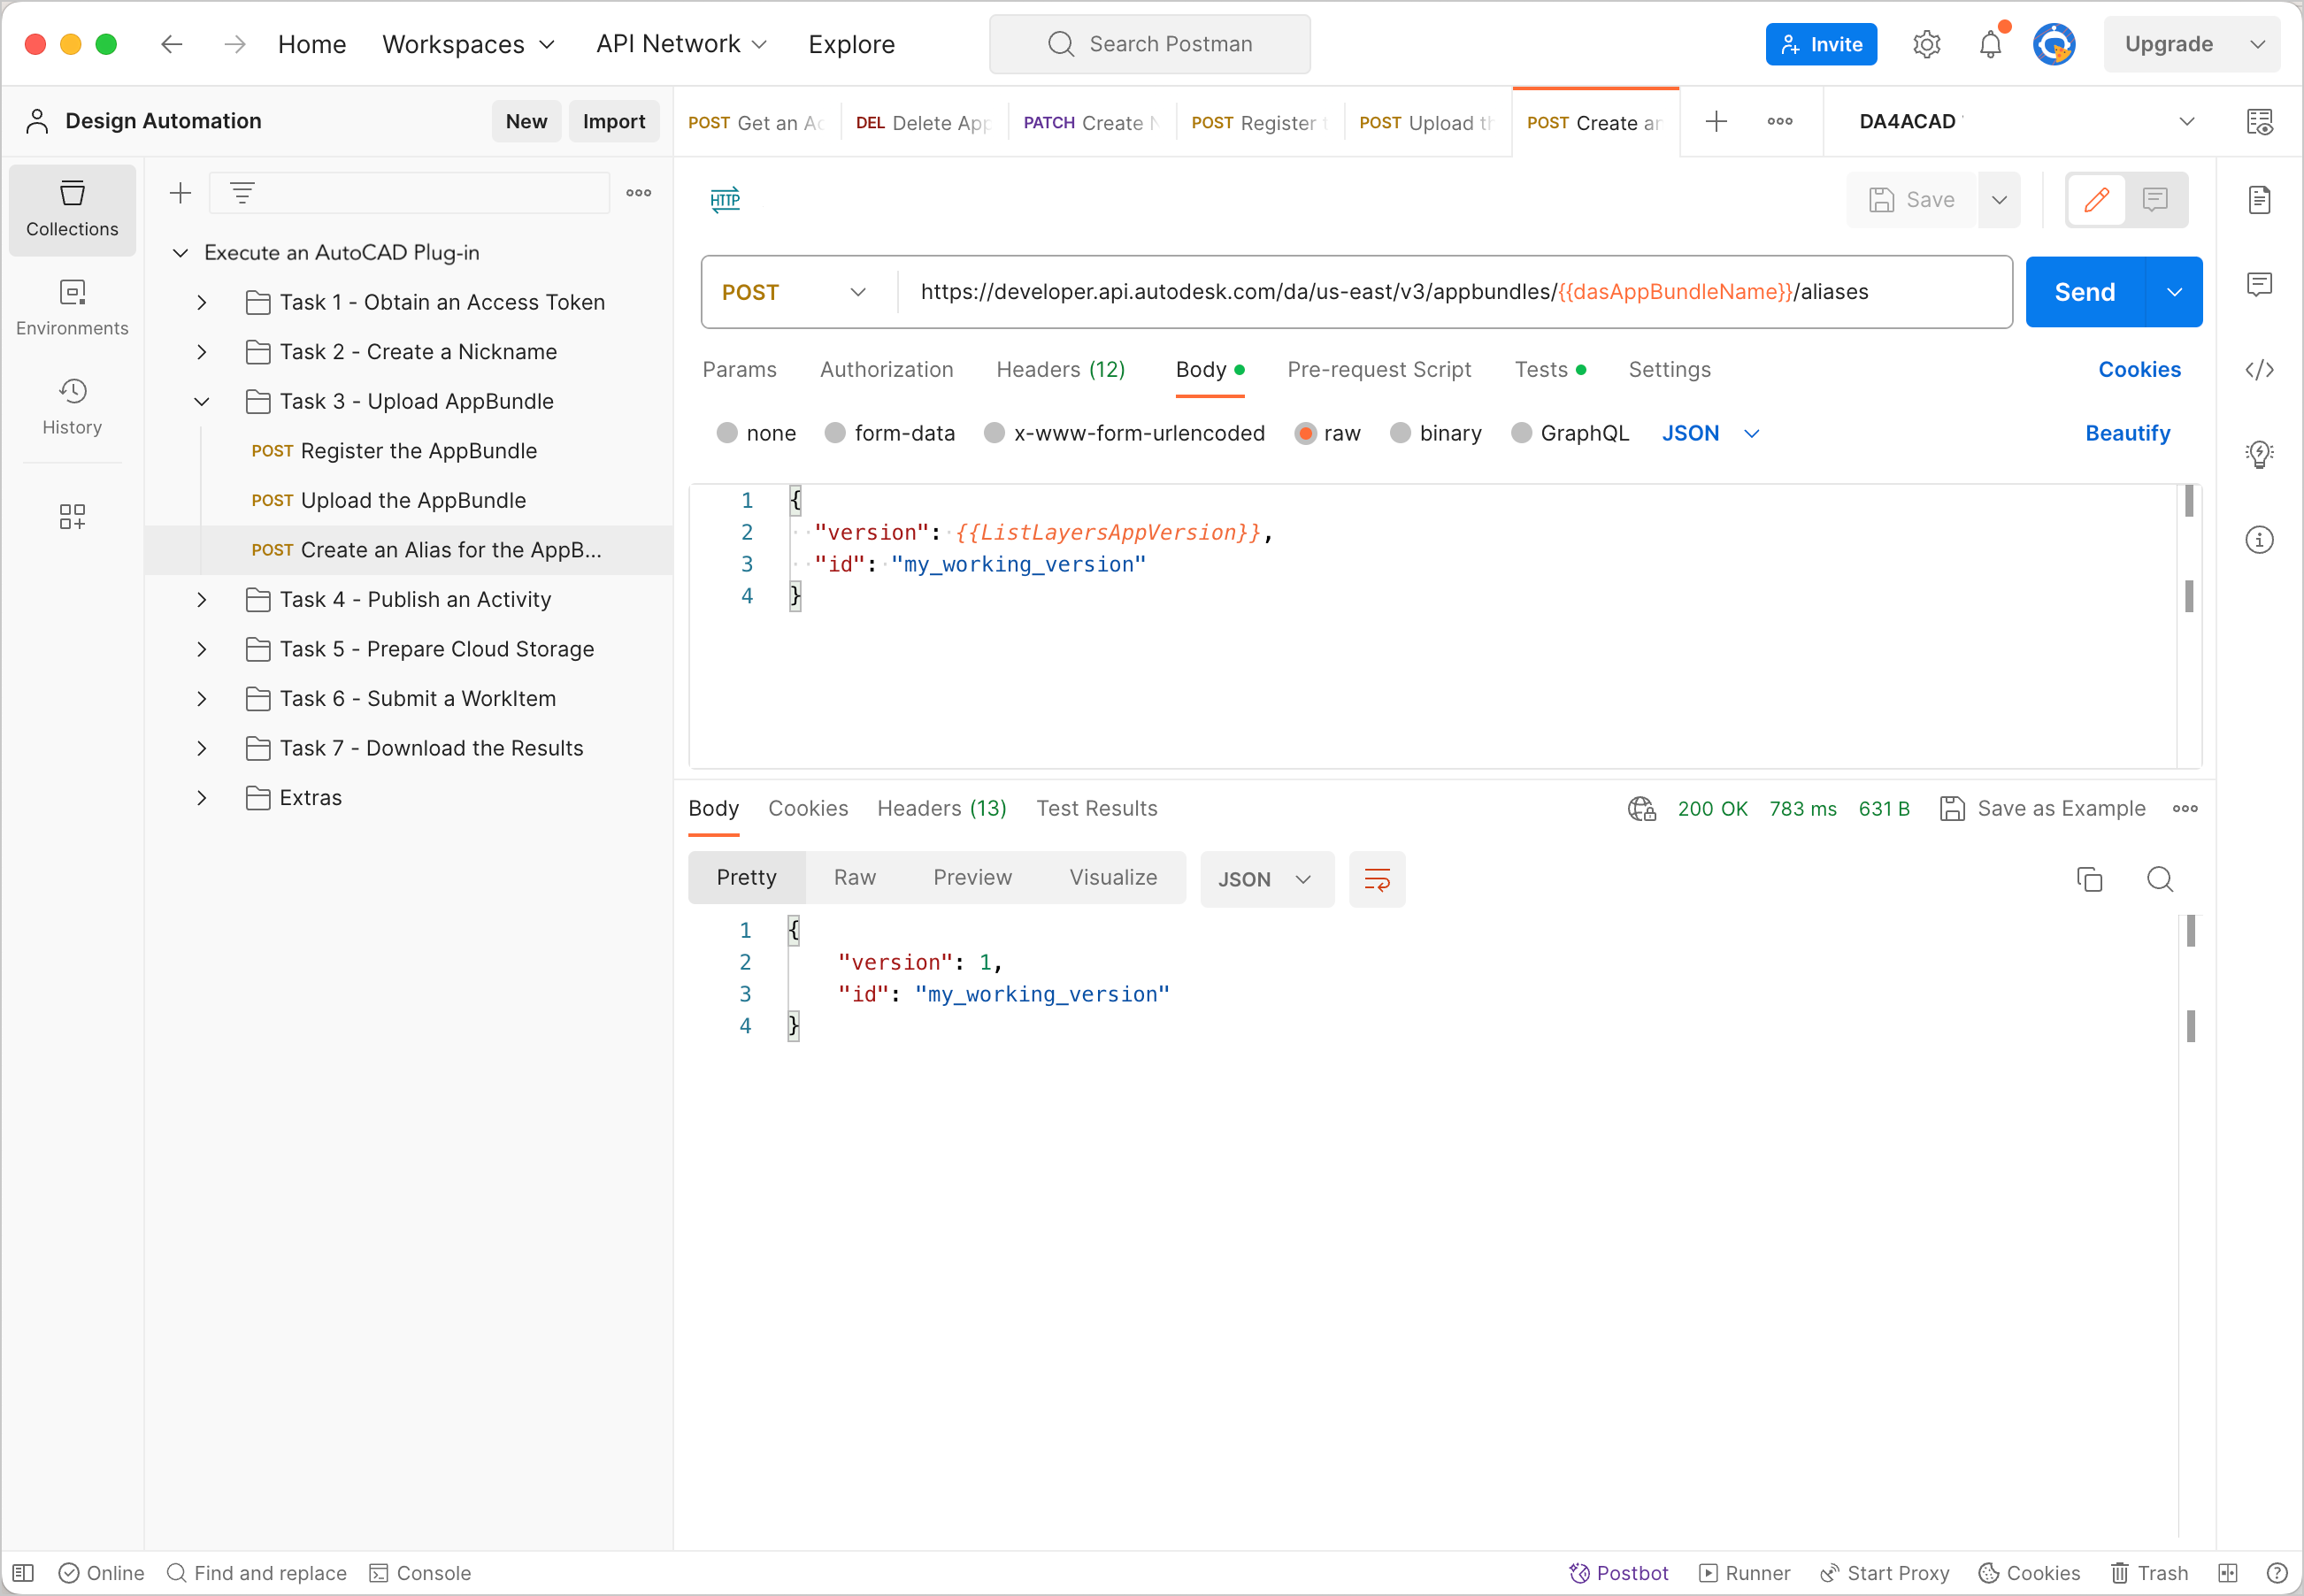 Home Workspaces API Network Explore Search Postman Invite Upgrade
Design Automation New Import POST Get an Ac DEL Delete App PATCH Create N POST Register t POST Upload th POST Create an DA4ACAD
HTTP Save
Collections
Environments
History
Execute an AutoCAD Plug-in
Task 1 - Obtain an Access Token
Task 2 - Create a Nickname
Task 3 - Upload AppBundle
POST Register the AppBundle
POST Upload the AppBundle
POST Create an Alias for the AppB...
Task 4 - Publish an Activity
Task 5 - Prepare Cloud Storage
Task 6 - Submit a WorkItem
Task 7 - Download the Results
Extras
POST https://developer.api.autodesk.com/da/us-east/v3/appbundles/{{dasAppBundleName}}/aliases Send
Params Authorization Headers (12) Body Pre-request Script Tests Settings Cookies
none form-data x-www-form-urlencoded raw binary GraphQL JSON Beautify
1 {
2 "version": {{ListLayersAppVersion}},
3 "id": "my_working_version"
4 }
Body Cookies Headers (13) Test Results 200 OK 783 ms 631 B Save as Example
Pretty Raw Preview Visualize JSON
1 {
2 "version": 1,
3 "id": "my_working_version"
4 }
Online Find and replace Console Postbot Runner Start Proxy Cookies Trash